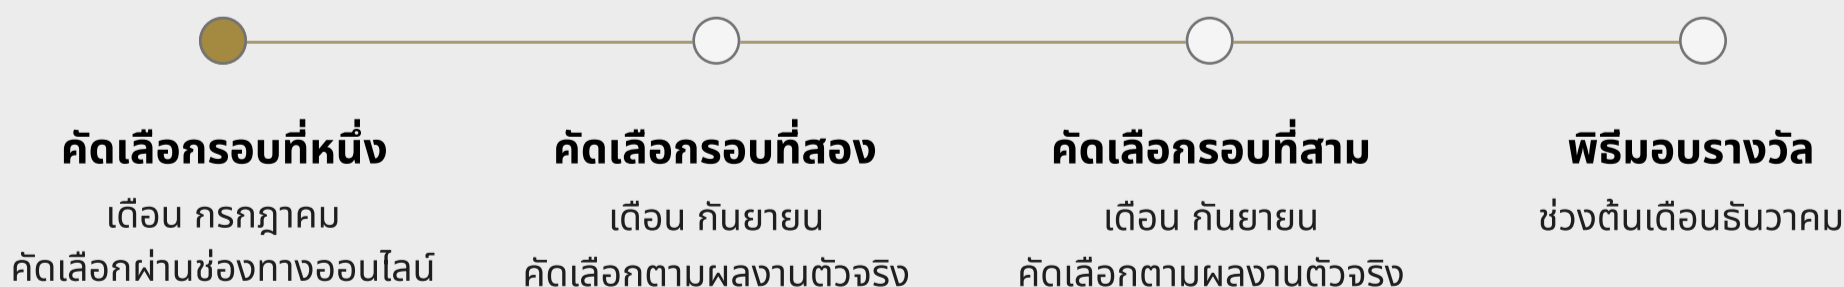 คัดเลือกรอบที่หนึ่ง
เดือน กรกฎาคม
คัดเลือกผ่านช่องทางออนไลน์
คัดเลือกรอบที่สอง
เดือน กันยายน
คัดเลือกตามผลงานตัวจริง
คัดเลือกรอบที่สาม
เดือน กันยายน
คัดเลือกตามผลงานตัวจริง
พิธีมอบรางวัล
ช่วงต้นเดือนธันวาคม